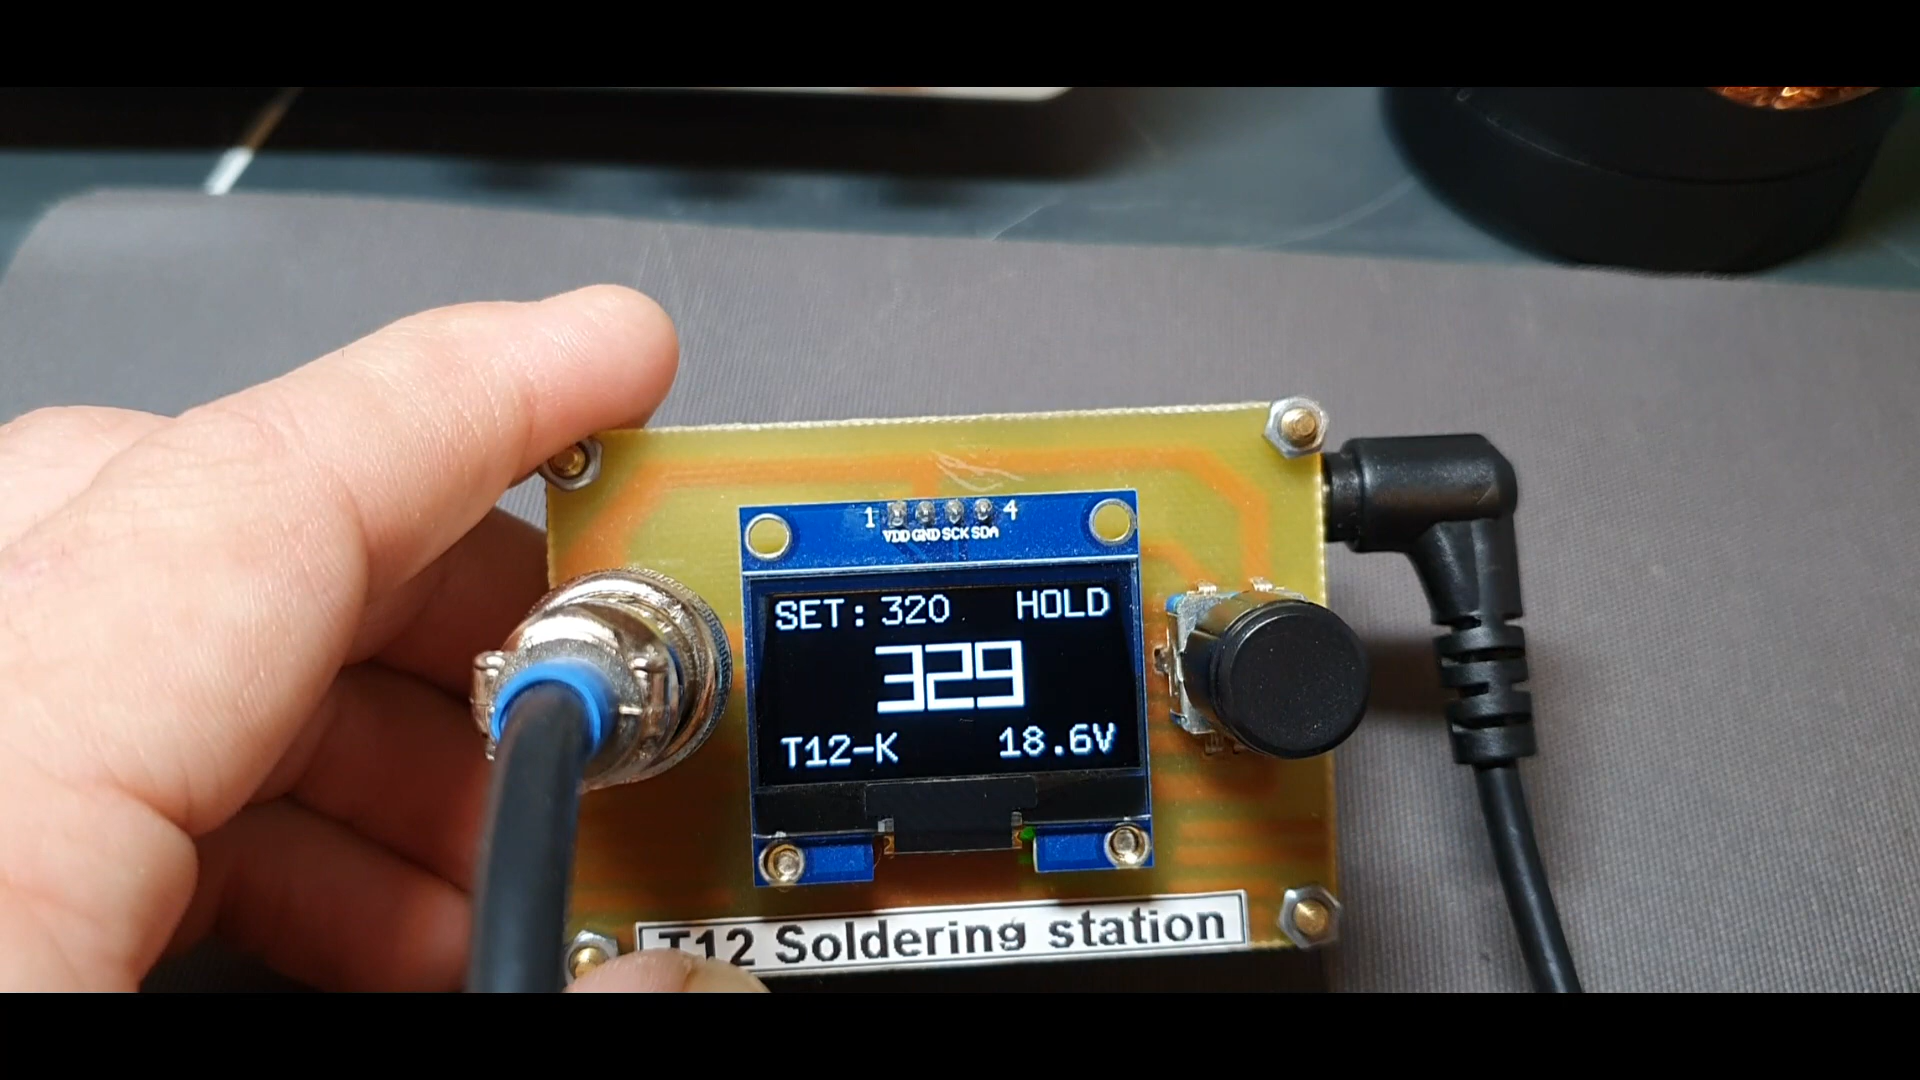 1 4
VDD GND SCK SDA
SET: 320 HOLD
329
T12-K 18.6V
T12 Soldering station